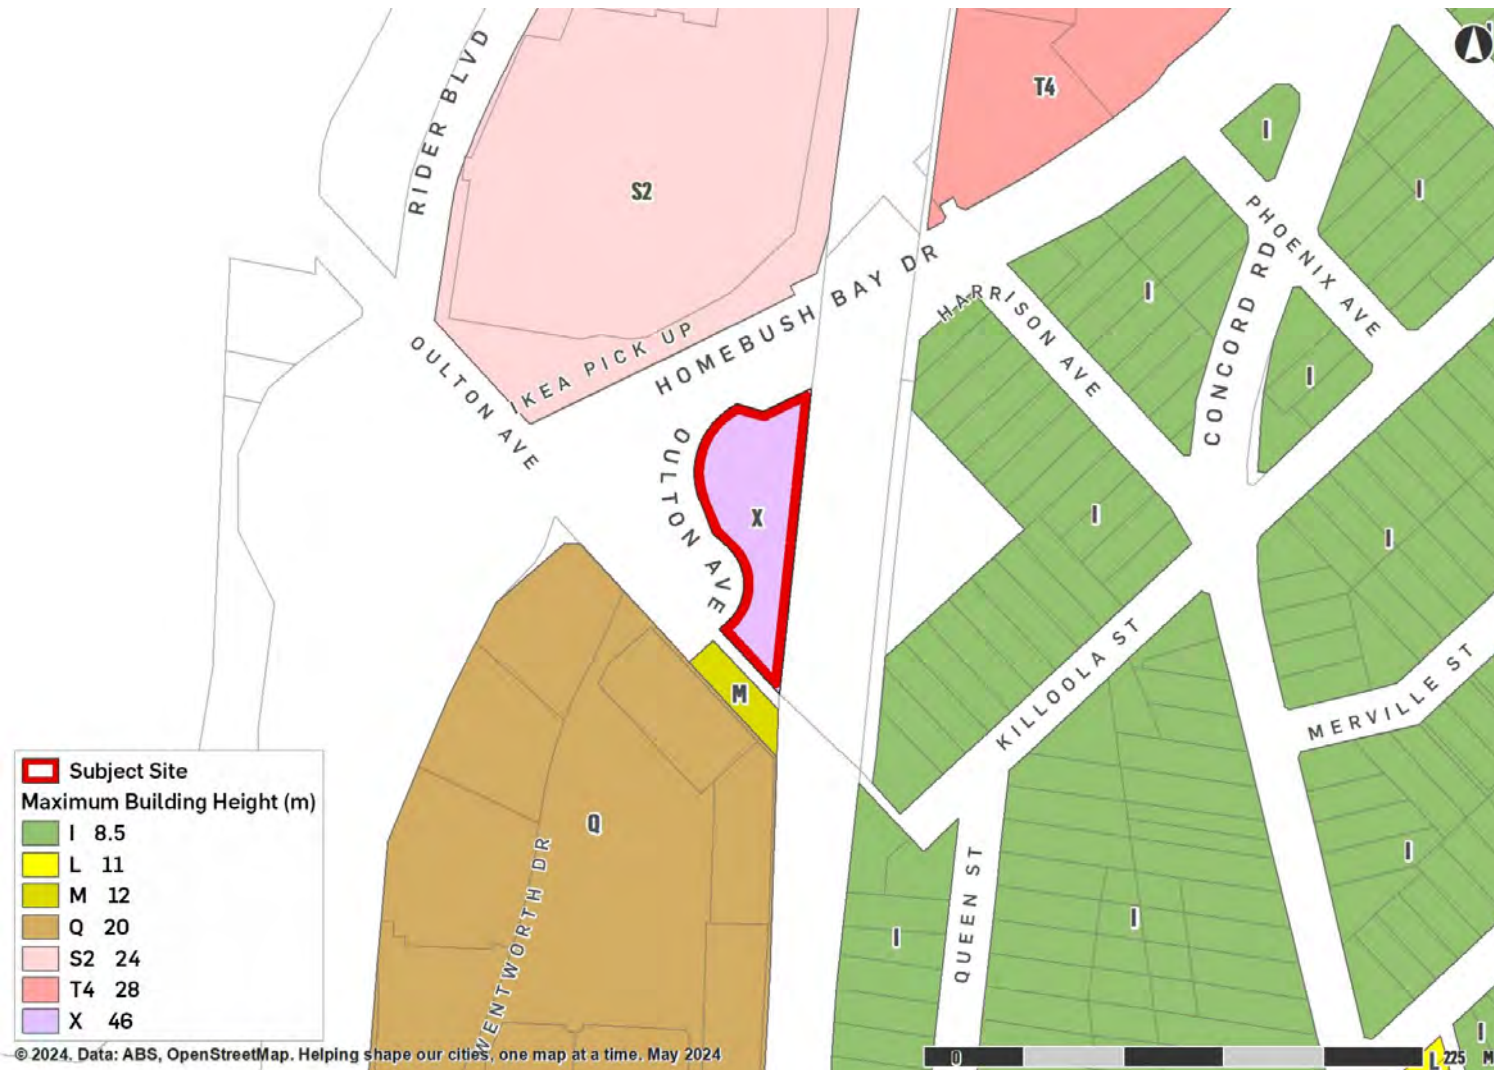 RIDER BLVD
T4
S2
I
I
I
PHOENIX AVE
I
HOMEBUSH BAY DR
HARRISON AVE
IKEA PICK UP
OULTON AVE
CONCORD RD
I
OULTON AVE
X
I
I
KILLOOLA ST
MERVILLE ST
M
Q
WENTWORTH DR
QUEEN ST
I
I
I
I
L
Subject Site
Maximum Building Height (m)
I 8.5
L 11
M 12
Q 20
S2 24
T4 28
X 46
© 2024. Data: ABS, OpenStreetMap. Helping shape our cities, one map at a time. May 2024
0
225 M